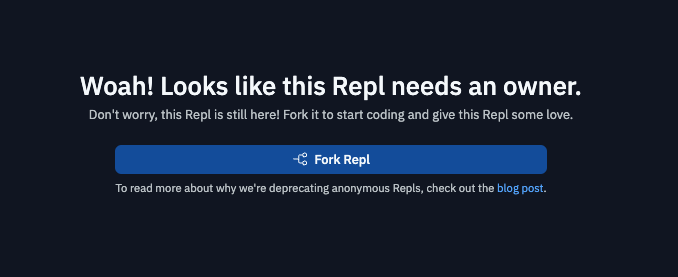 Woah! Looks like this Repl needs an owner.
Don't worry, this Repl is still here! Fork it to start coding and give this Repl some love.
Fork Repl
To read more about why we're deprecating anonymous Repls, check out the blog post.